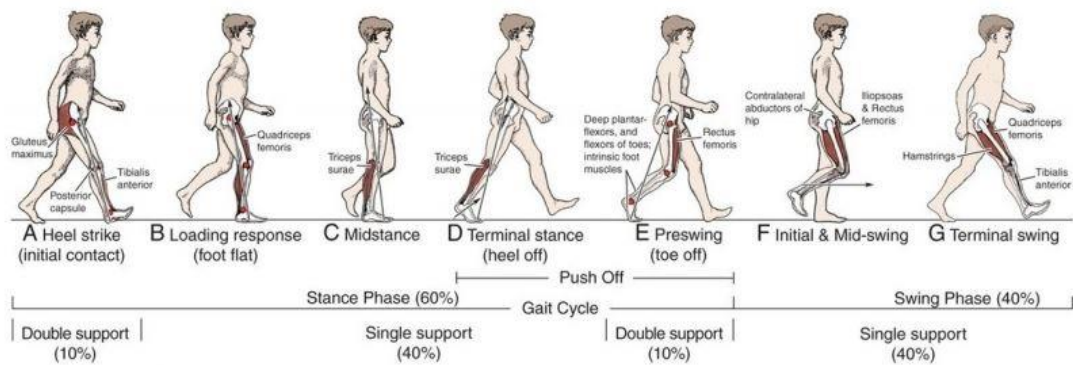 Gluteus
maximus
Posterior
capsule
Tibialis
anterior
Quadriceps
femoris
Triceps
surae
Triceps
surae
Deep plantar-
flexors, and
flexors of toes;
intrinsic foot
muscles
Rectus
femoris
Contralateral
abductors of
hip
Iliopsoas
& Rectus
femoris
Quadriceps
femoris
Hamstrings
Tibialis
anterior
A Heel strike
(initial contact)
B Loading response
(foot flat)
C Midstance
D Terminal stance
(heel off)
E Preswing
(toe off)
F Initial & Mid-swing
G Terminal swing
Push Off
Stance Phase (60%)
Swing Phase (40%)
Gait Cycle
Double support
(10%)
Single support
(40%)
Double support
(10%)
Single support
(40%)